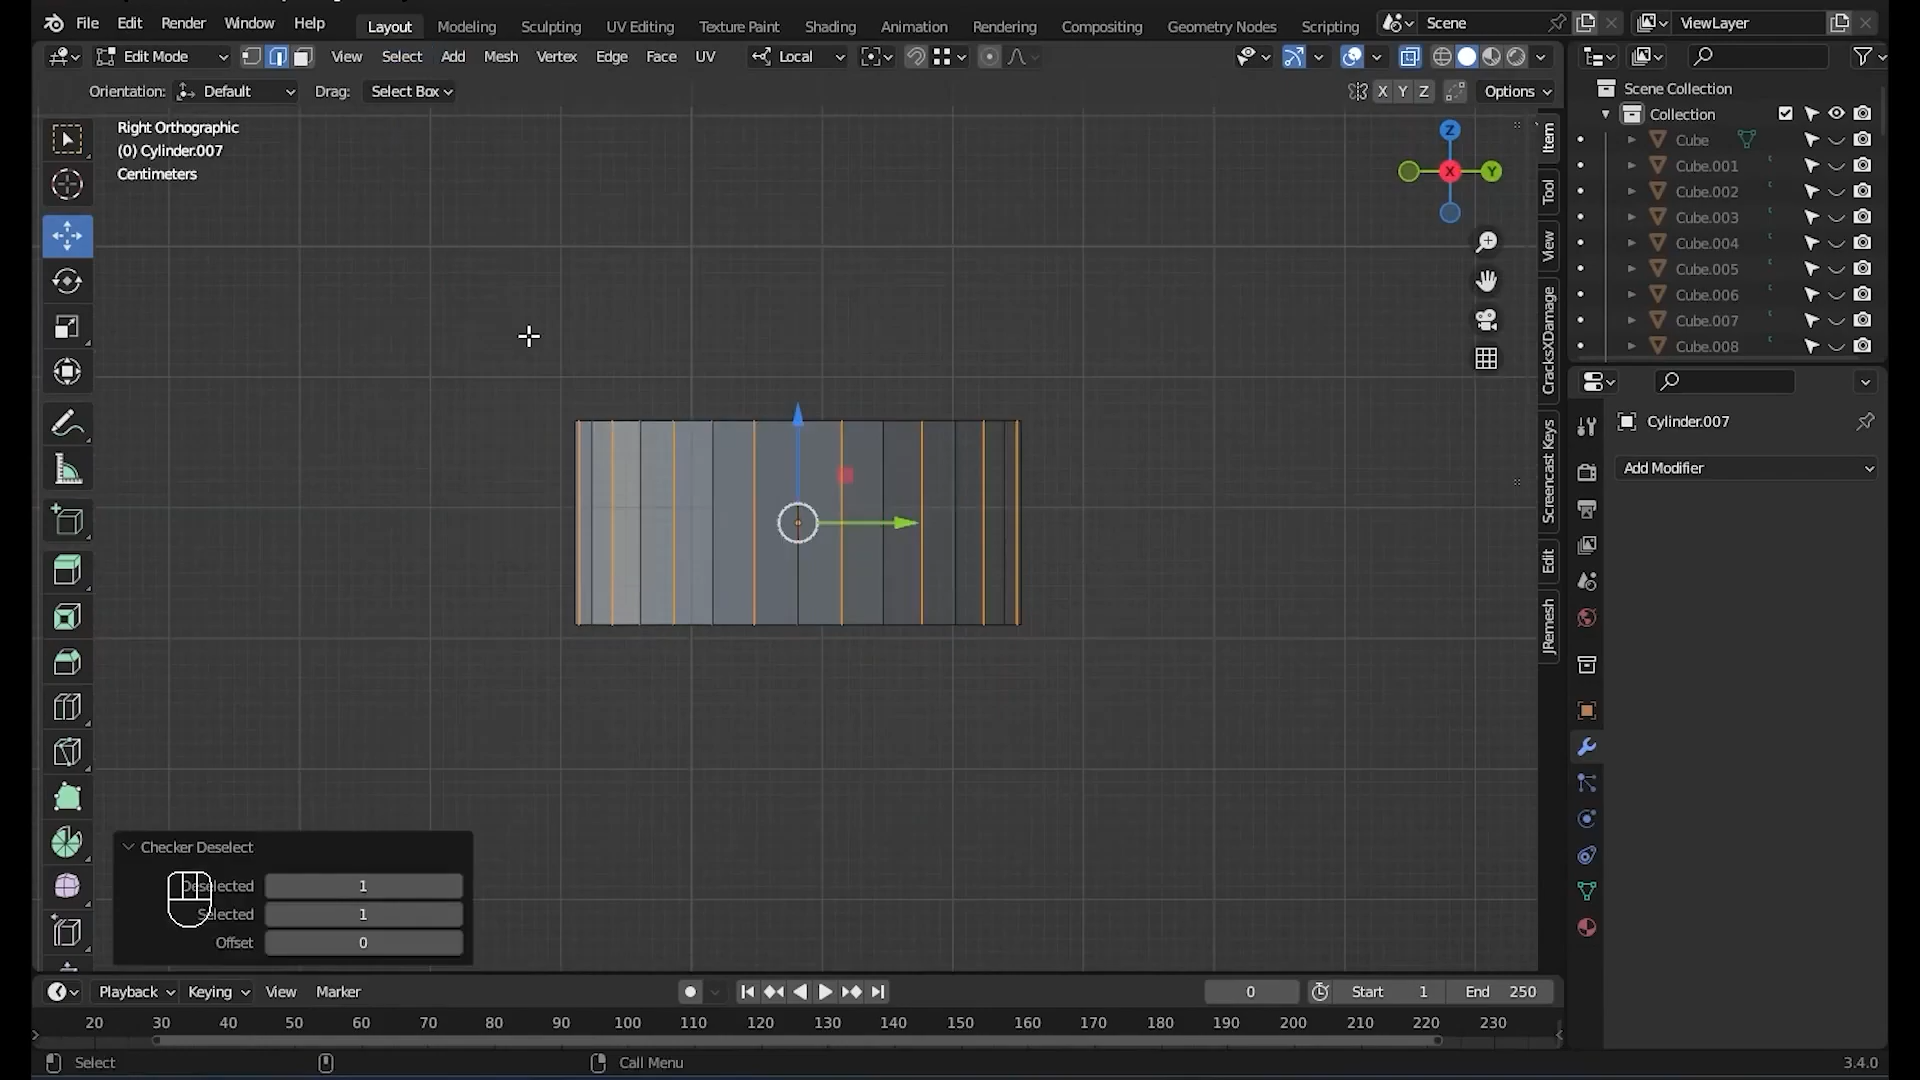 File Edit Render Window Help Layout Modeling Sculpting UV Editing Texture Paint Shading Animation Rendering Compositing Geometry Nodes Scripting Scene ViewLayer
Edit Mode View Select Add Mesh Vertex Edge Face UV Local
Orientation: Default Drag: Select Box X Y Z Options
Right Orthographic
(0) Cylinder.007
Centimeters
Z
X
Y
Item
Tool
View
CracksXDamage
Screencast Keys
Edit
JRemesh
Scene Collection
Collection
Cube
Cube.001
Cube.002
Cube.003
Cube.004
Cube.005
Cube.006
Cube.007
Cube.008
Cylinder.007
Add Modifier
Checker Deselect
Deselected 1
Selected 1
Offset 0
Playback Keying View Marker 0 Start 1 End 250
20 30 40 50 60 70 80 90 100 110 120 130 140 150 160 170 180 190 200 210 220 230
Select Call Menu 3.4.0